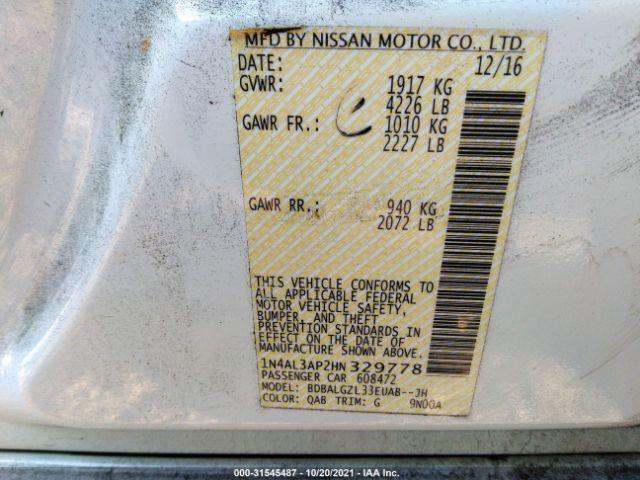 MFD BY NISSAN MOTOR CO., LTD.
DATE: 12/16
GVWR: 1917 KG
4226 LB
GAWR FR.: 1010 KG
2227 LB
GAWR RR.: 940 KG
2072 LB
THIS VEHICLE CONFORMS TO
ALL APPLICABLE FEDERAL
MOTOR VEHICLE SAFETY,
BUMPER, AND THEFT
PREVENTION STANDARDS IN
EFFECT ON THE DATE OF
MANUFACTURE SHOWN ABOVE.
1N4AL3AP2HN329778
PASSENGER CAR 608472
MODEL: BDBALGZL33EUAB--JH
COLOR: QAB TRIM: G 9N00A
000-31545487 - 10/20/2021 - IAA Inc.